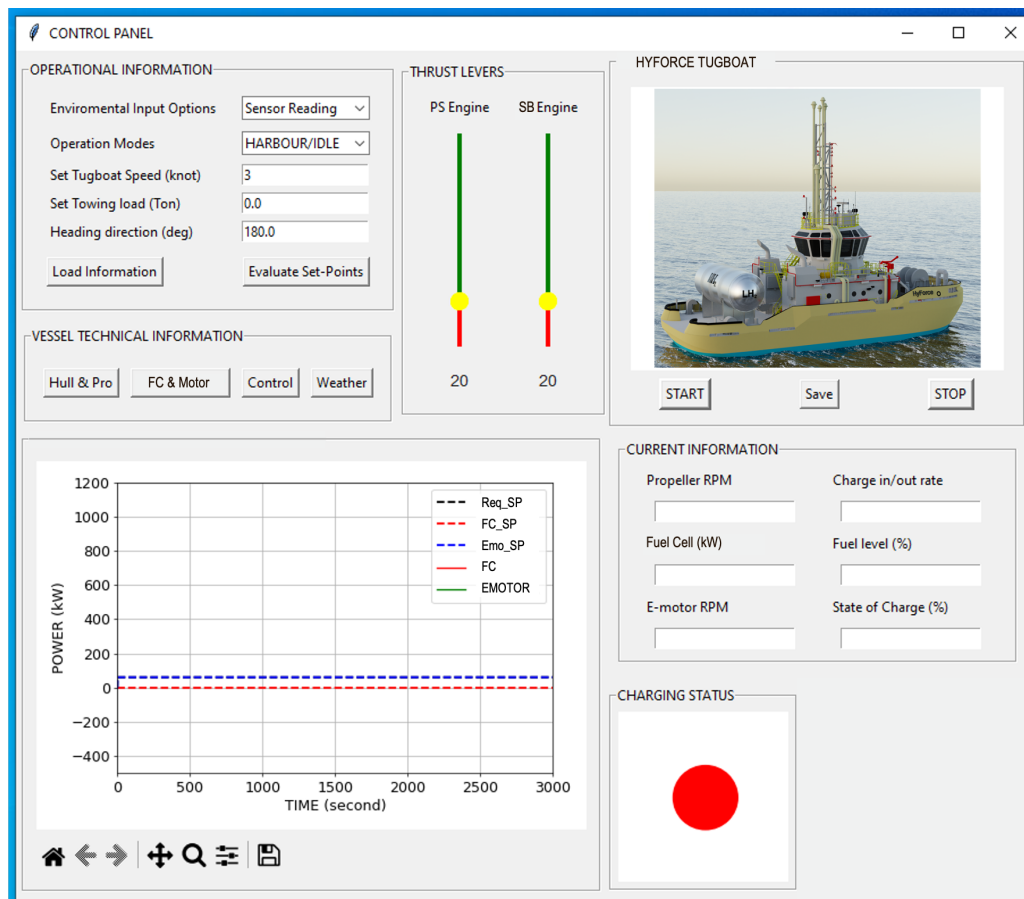 CONTROL PANEL
OPERATIONAL INFORMATION
Enviromental Input Options
Sensor Reading
Operation Modes
HARBOUR/IDLE
Set Tugboat Speed (knot)
3
Set Towing load (Ton)
0.0
Heading direction (deg)
180.0
Load Information
Evaluate Set-Points
VESSEL TECHNICAL INFORMATION
Hull & Pro
FC & Motor
Control
Weather
THRUST LEVERS
PS Engine
SB Engine
20
20
HYFORCE TUGBOAT
LH₂
HyForce
START
Save
STOP
1200
1000
800
600
400
200
0
−200
−400
POWER (kW)
Req_SP
FC_SP
Emo_SP
FC
EMOTOR
0
500
1000
1500
2000
2500
3000
TIME (second)
CURRENT INFORMATION
Propeller RPM
Charge in/out rate
Fuel Cell (kW)
Fuel level (%)
E-motor RPM
State of Charge (%)
CHARGING STATUS